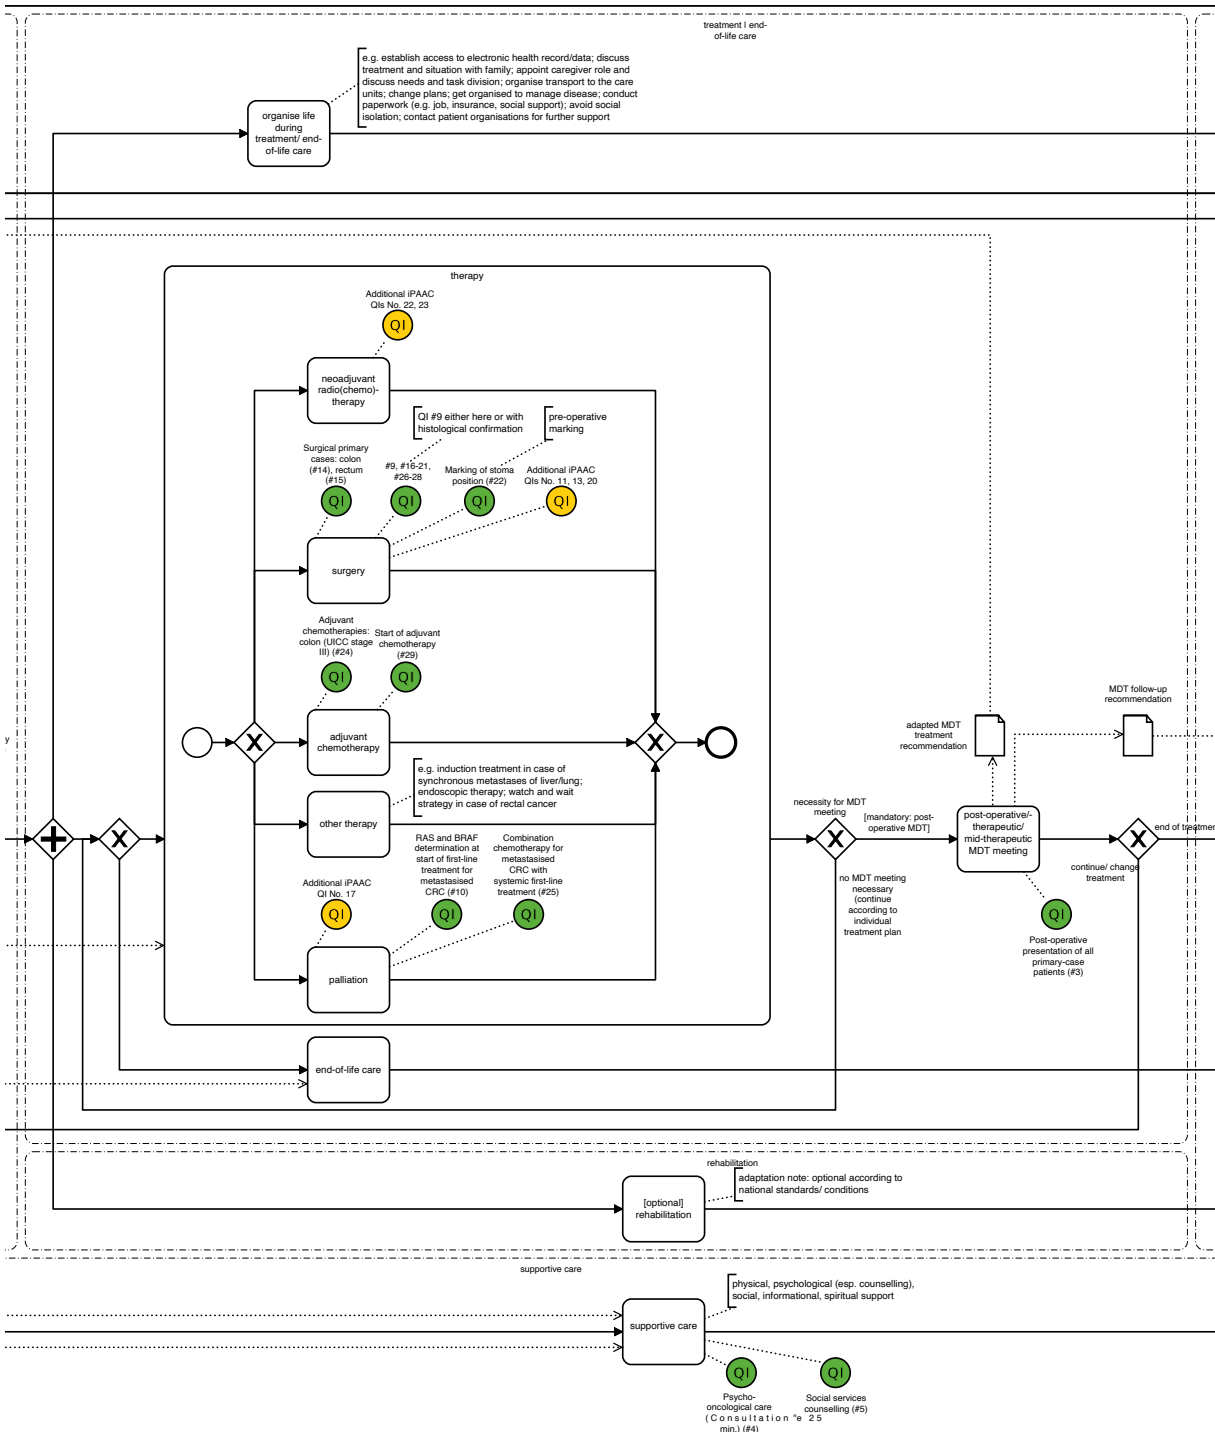 treatment | end-
of-life care
e.g. establish access to electronic health record/data; discuss
treatment and situation with family; appoint caregiver role and
discuss needs and task division; organise transport to the care
units; change plans; get organised to manage disease; conduct
paperwork (e.g. job, insurance, social support); avoid social
isolation; contact patient organisations for further support
organise life
during
treatment/ end-
of-life care
therapy
Additional iPAAC
QIs No. 22, 23
QI
neoadjuvant
radio(chemo)-
therapy
QI #9 either here or with
histological confirmation
pre-operative
marking
Surgical primary
cases: colon
(#14), rectum
(#15)
QI
#9, #16-21,
#26-28
QI
Marking of stoma
position (#22)
QI
Additional iPAAC
QIs No. 11, 13, 20
QI
surgery
Adjuvant
chemotherapies:
colon (UICC stage
III) (#24)
QI
Start of adjuvant
chemotherapy
(#29)
QI
adjuvant
chemotherapy
e.g. induction treatment in case of
synchronous metastases of liver/lung;
endoscopic therapy; watch and wait
strategy in case of rectal cancer
other therapy
RAS and BRAF
determination at
start of first-line
treatment for
metastasised
CRC (#10)
QI
Combination
chemotherapy for
metastasised
CRC with
systemic first-line
treatment (#25)
QI
Additional iPAAC
QI No. 17
QI
palliation
y
X
X
X
end-of-life care
necessity for MDT
meeting
X
[mandatory: post-
operative MDT]
no MDT meeting
necessary
(continue
according to
individual
treatment plan
adapted MDT
treatment
recommendation
MDT follow-up
recommendation
post-operative/-
therapeutic/
mid-therapeutic
MDT meeting
X
end of treatment
continue/ change
treatment
QI
Post-operative
presentation of all
primary-case
patients (#3)
rehabilitation
adaptation note: optional according to
national standards/ conditions
[optional]
rehabilitation
supportive care
physical, psychological (esp. counselling),
social, informational, spiritual support
supportive care
QI
Psycho-
oncological care
(Consultation "e 25
min.) (#4)
QI
Social services
counselling (#5)